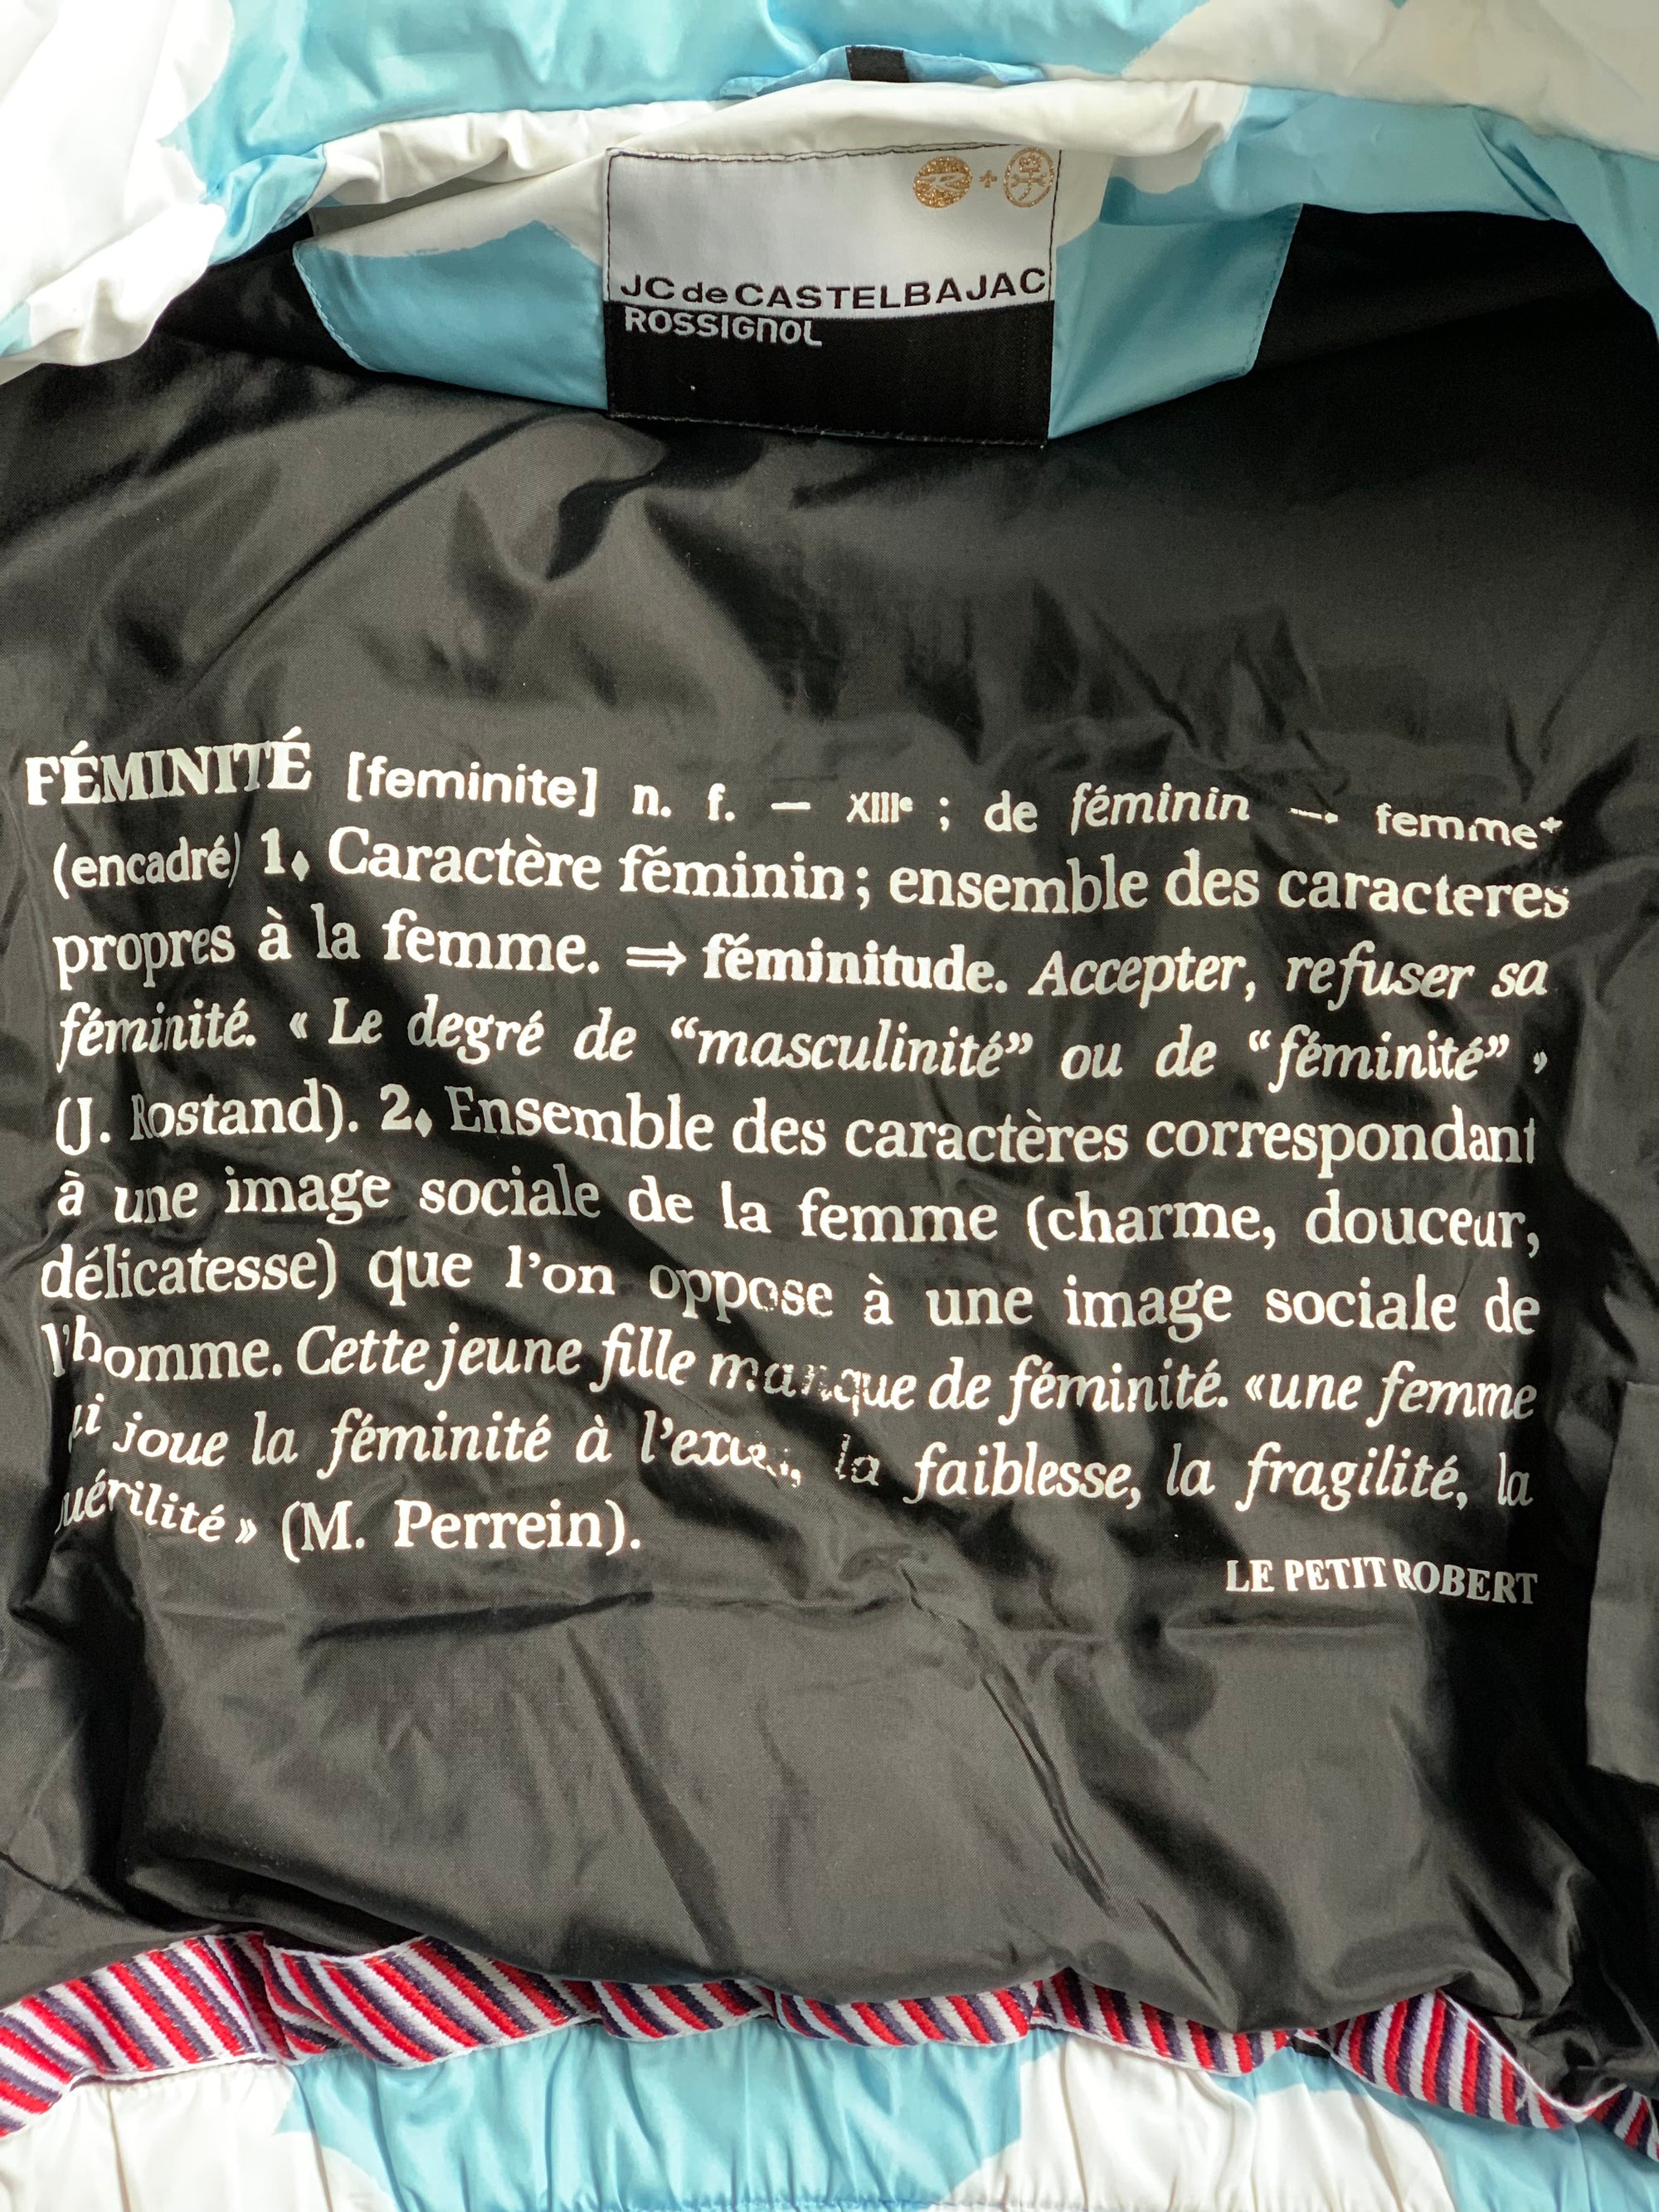 JC de CASTELBAJAC
ROSSIGNOL
FÉMINITÉ [feminite] n. f. — XIIIe ; de féminin → femme*
(encadré) 1. Caractère féminin ; ensemble des caracteres
propres à la femme. ⇒ féminitude. Accepter, refuser sa
féminité. « Le degré de “masculinité” ou de “féminité” »
(J. Rostand). 2. Ensemble des caractères correspondant
à une image sociale de la femme (charme, douceur,
délicatesse) que l’on oppose à une image sociale de
l’homme. Cette jeune fille manque de féminité. «une femme
qui joue la féminité à l’excès, la faiblesse, la fragilité, la
puérilité » (M. Perrein).
LE PETIT ROBERT